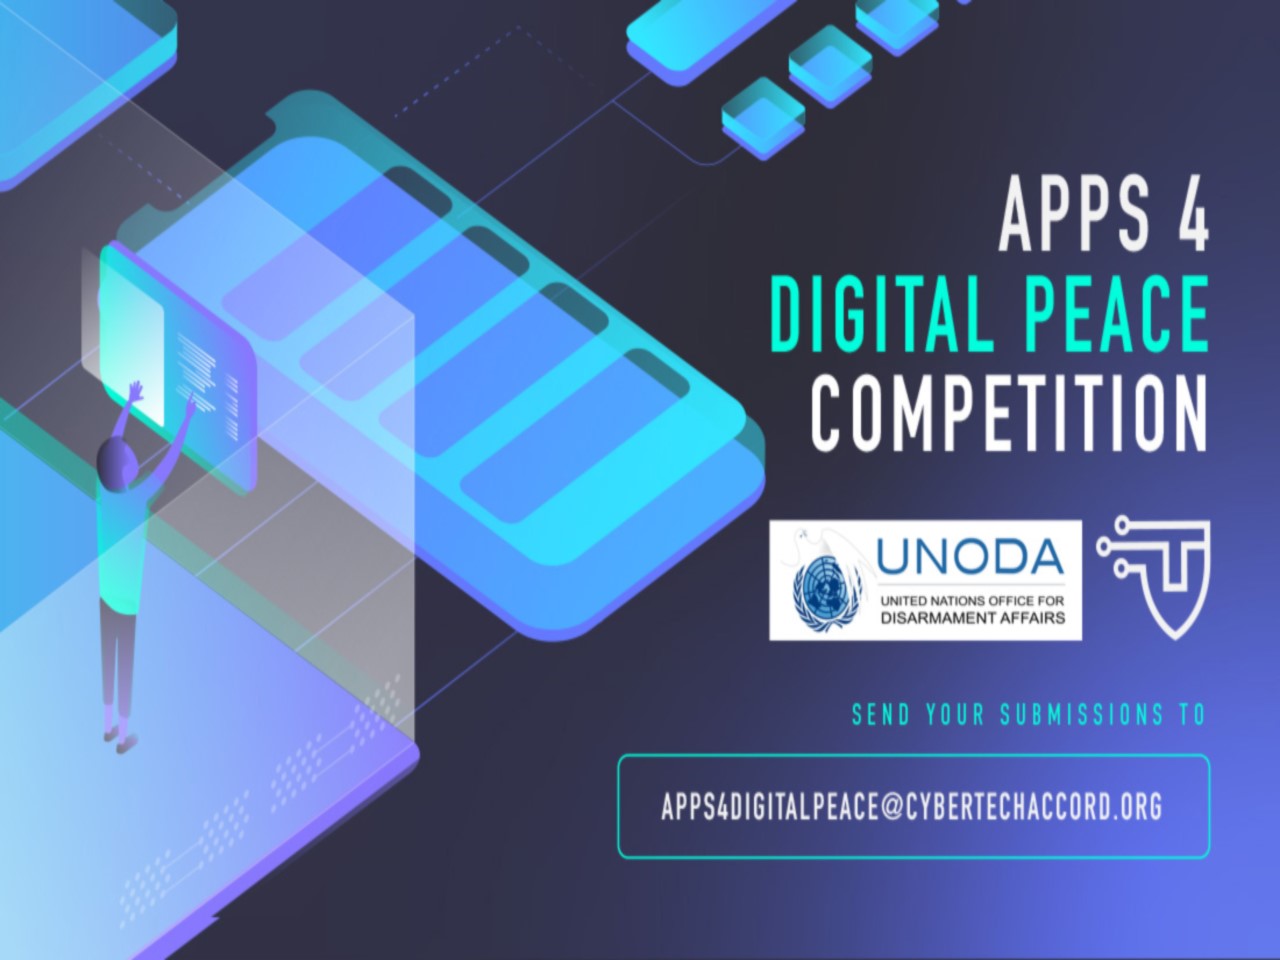 APPS 4
DIGITAL PEACE
COMPETITION
UNODA
UNITED NATIONS OFFICE FOR
DISARMAMENT AFFAIRS
SEND YOUR SUBMISSIONS TO
APPS4DIGITALPEACE@CYBERTECHACCORD.ORG